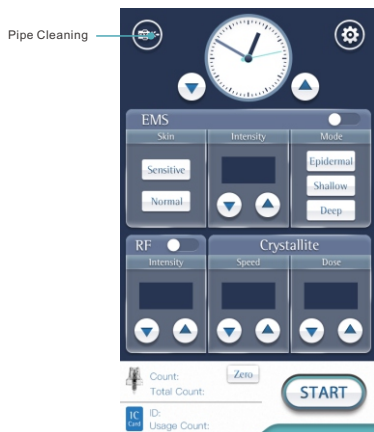 Pipe Cleaning
EMS
Skin
Intensity
Mode
Sensitive
Normal
Epidermal
Shallow
Deep
RF
Crystallite
Intensity
Speed
Dose
Count:
Zero
Total Count:
START
IC
Card
ID:
Usage Count: